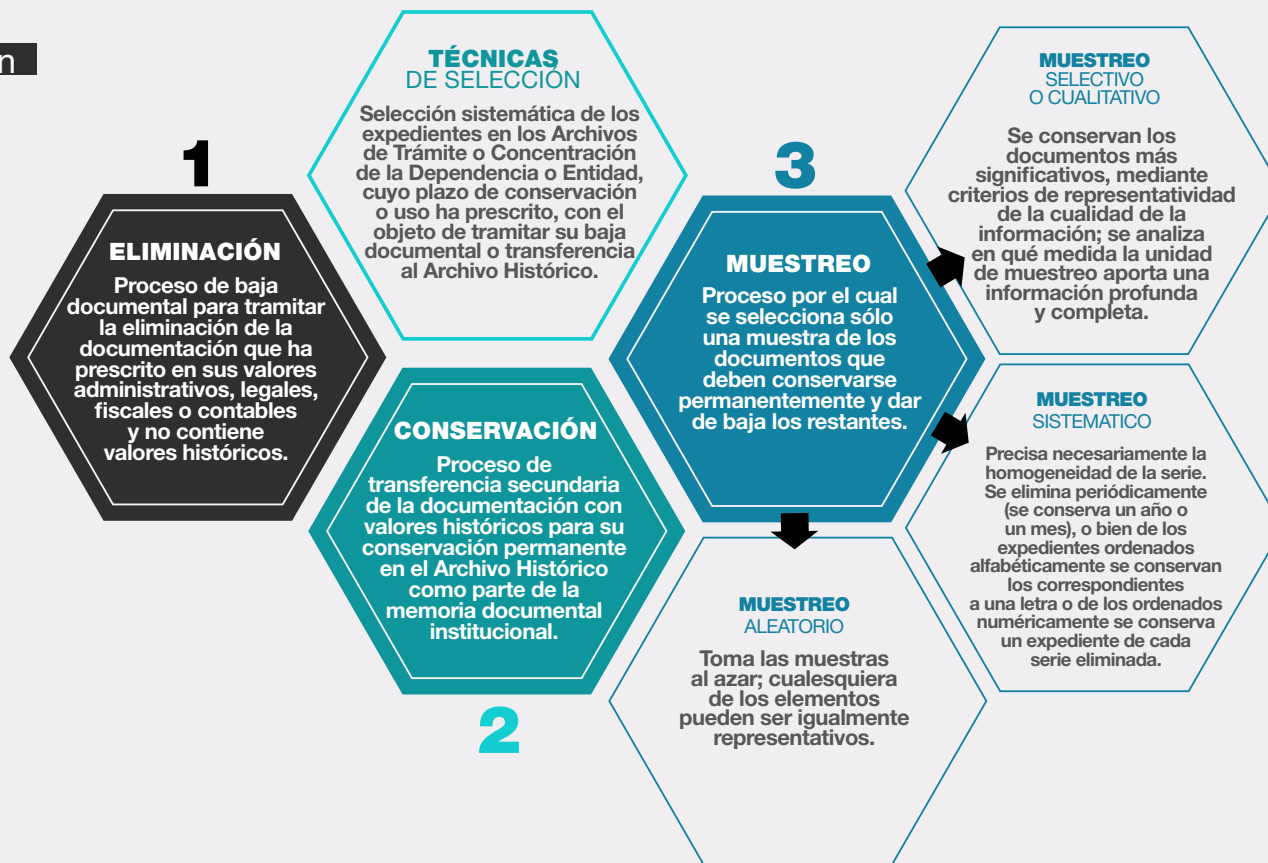 n
TÉCNICAS
DE SELECCIÓN
Selección sistemática de los
expedientes en los Archivos
de Trámite o Concentración
de la Dependencia o Entidad,
cuyo plazo de conservación
o uso ha prescrito, con el
objeto de tramitar su baja
documental o transferencia
al Archivo Histórico.
1
ELIMINACIÓN
Proceso de baja
documental para tramitar
la eliminación de la
documentación que ha
prescrito en sus valores
administrativos, legales,
fiscales o contables
y no contiene
valores históricos.
CONSERVACIÓN
Proceso de
transferencia secundaria
de la documentación con
valores históricos para su
conservación permanente
en el Archivo Histórico
como parte de la
memoria documental
institucional.
2
3
MUESTREO
Proceso por el cual
se selecciona sólo
una muestra de los
documentos que
deben conservarse
permanentemente y dar
de baja los restantes.
MUESTREO
SELECTIVO
O CUALITATIVO
Se conservan los
documentos más
significativos, mediante
criterios de representatividad
de la cualidad de la
información; se analiza
en qué medida la unidad
de muestreo aporta una
información profunda
y completa.
MUESTREO
SISTEMATICO
Precisa necesariamente la
homogeneidad de la serie.
Se elimina periódicamente
(se conserva un año o
un mes), o bien de los
expedientes ordenados
alfabéticamente se conservan
los correspondientes
a una letra o de los ordenados
numéricamente se conserva
un expediente de cada
serie eliminada.
MUESTREO
ALEATORIO
Toma las muestras
al azar; cualesquiera
de los elementos
pueden ser igualmente
representativos.